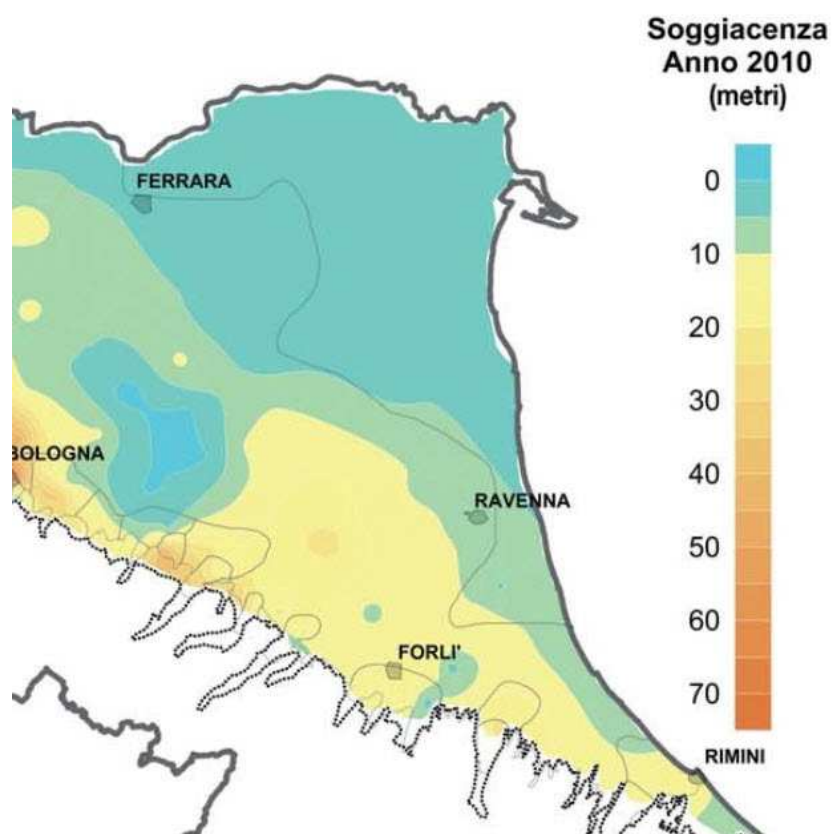 Soggiacenza
Anno 2010
(metri)
0
10
20
30
40
50
60
70
FERRARA
BOLOGNA
RAVENNA
FORLI'
RIMINI